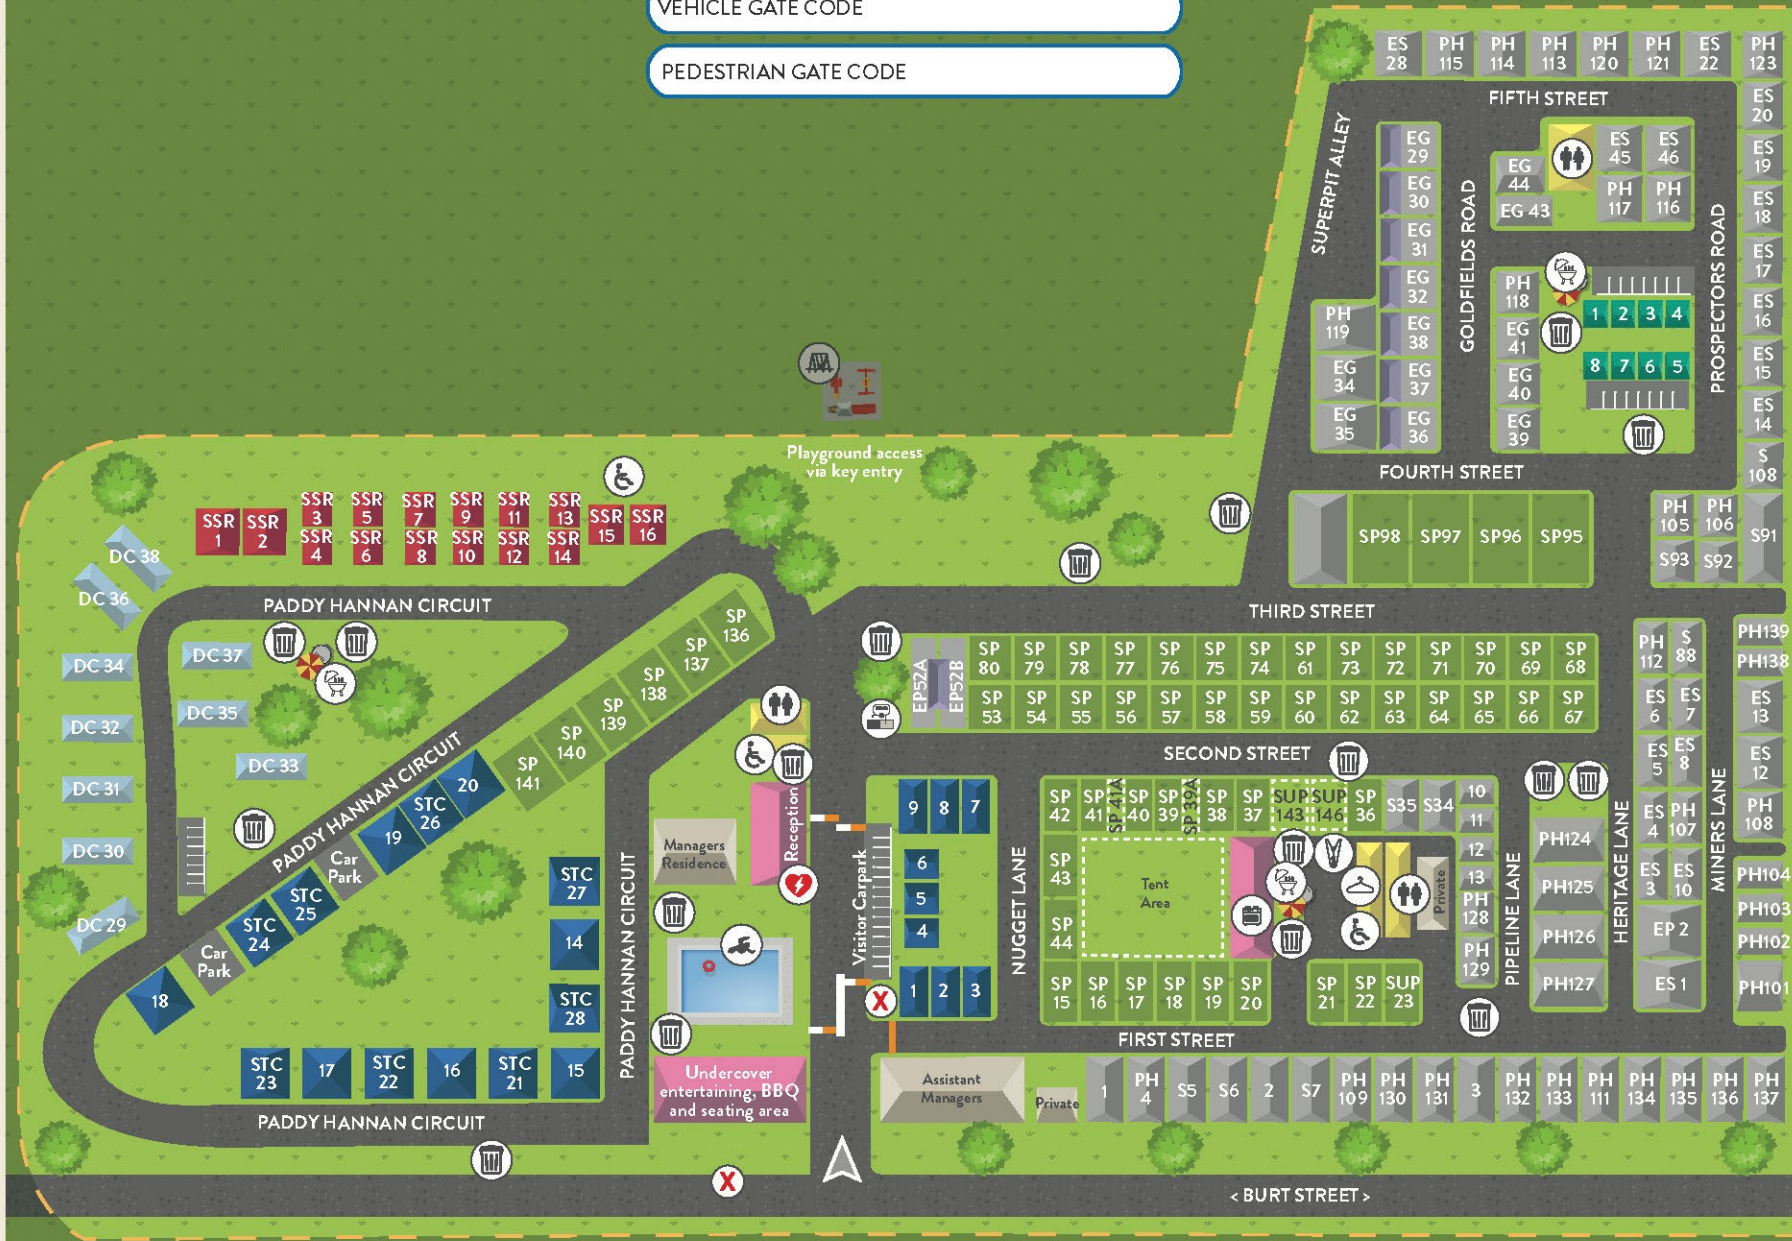 VEHICLE GATE CODE
PEDESTRIAN GATE CODE
ES
28
PH
115
PH
114
PH
113
PH
120
PH
121
ES
22
PH
123
FIFTH STREET
ES
20
ES
19
ES
18
ES
17
ES
16
ES
15
ES
14
S
108
SUPERPIT ALLEY
EG
29
EG
30
EG
31
EG
32
EG
38
EG
37
EG
36
PH
119
EG
34
EG
35
GOLDFIELDS ROAD
EG
44
EG 43
ES
45
ES
46
PH
117
PH
116
PH
118
EG
41
EG
40
EG
39
1
2
3
4
8
7
6
5
PROSPECTORS ROAD
FOURTH STREET
SP98
SP97
SP96
SP95
PH
105
PH
106
S93
S92
S91
Playground access
via key entry
SSR
1
SSR
2
SSR
3
SSR
4
SSR
5
SSR
6
SSR
7
SSR
8
SSR
9
SSR
10
SSR
11
SSR
12
SSR
13
SSR
14
SSR
15
SSR
16
DC 38
DC 36
DC 34
DC 32
DC 31
DC 30
DC 29
DC 37
DC 35
DC 33
PADDY HANNAN CIRCUIT
PADDY HANNAN CIRCUIT
PADDY HANNAN CIRCUIT
SP
136
SP
137
SP
138
SP
139
SP
140
SP
141
20
STC
26
19
Car
Park
STC
25
STC
24
Car
Park
18
STC
27
14
STC
28
STC
23
17
STC
22
16
STC
21
15
PADDY HANNAN CIRCUIT
PADDY HANNAN CIRCUIT
Managers
Residence
Reception
Undercover
entertaining, BBQ
and seating area
Visitor Carpark
X
X
THIRD STREET
EP52A
EP52B
SP
80
SP
79
SP
78
SP
77
SP
76
SP
75
SP
74
SP
61
SP
73
SP
72
SP
71
SP
70
SP
69
SP
68
SP
53
SP
54
SP
55
SP
56
SP
57
SP
58
SP
59
SP
60
SP
62
SP
63
SP
64
SP
65
SP
66
SP
67
SECOND STREET
9
8
7
6
5
4
1
2
3
NUGGET LANE
SP
42
SP
41
SP 41A
SP
40
SP
39
SP 39A
SP
38
SP
37
SUP
143
SUP
146
SP
36
S35
S34
10
11
12
13
PH
128
PH
129
SP
43
SP
44
Tent
Area
Private
SP
15
SP
16
SP
17
SP
18
SP
19
SP
20
SP
21
SP
22
SUP
23
PIPELINE LANE
PH124
PH125
PH126
PH127
HERITAGE LANE
PH
112
S
88
ES
6
ES
7
ES
5
ES
8
ES
4
PH
107
ES
3
ES
10
EP 2
ES 1
MINERS LANE
PH139
PH138
ES
13
ES
12
PH
108
PH104
PH103
PH102
PH101
FIRST STREET
Assistant
Managers
Private
1
PH
4
S5
S6
2
S7
PH
109
PH
130
PH
131
3
PH
132
PH
133
PH
111
PH
134
PH
135
PH
136
PH
137
< BURT STREET >